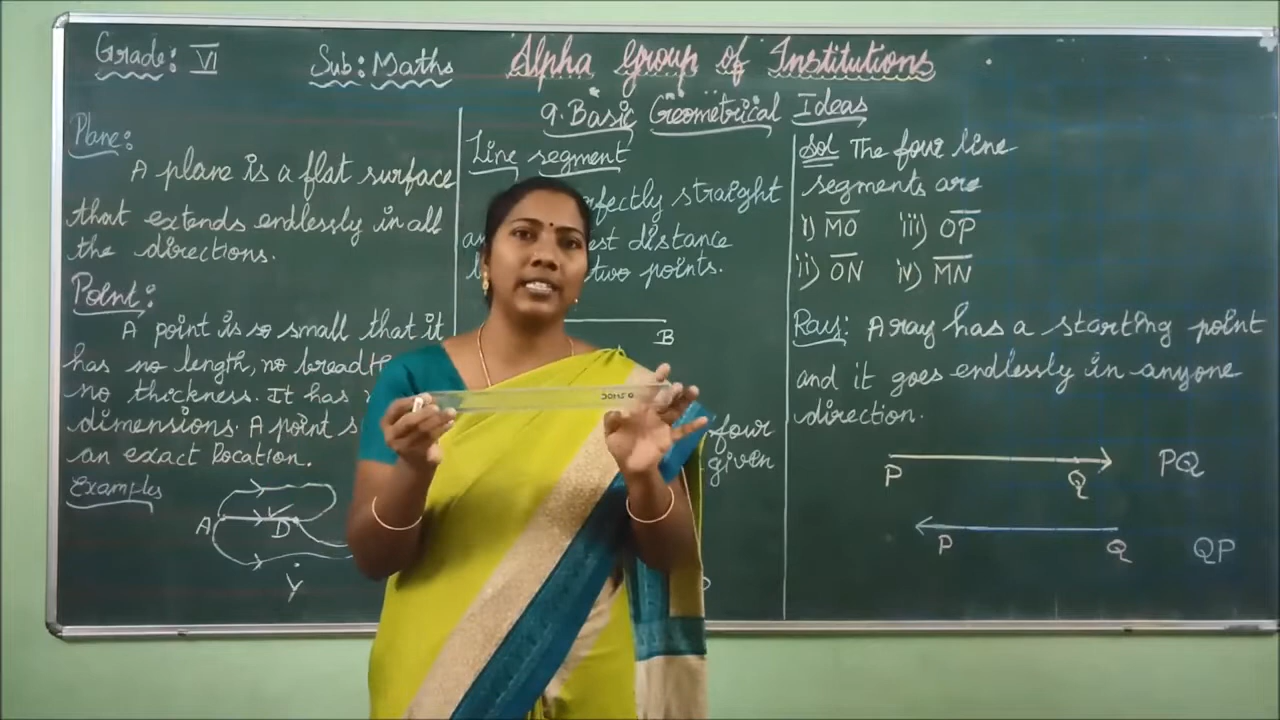 Grade: VI Sub: Maths Alpha Group of Institutions
9. Basic Geometrical Ideas
Plane:
A plane is a flat surface
that extends endlessly in all
the directions.
Point:
A point is so small that it
has no length, no
no thickness. It has
dimensions. A point
an exact location.
Examples
A D
Y
Line segment
straight
distance
two points.
B
four
given
Sol The four line
segments are
i) MO iii) OP
ii) ON iv) MN
Ray: A ray has a starting point
and it goes endlessly in anyone
direction.
P Q PQ
P Q QP